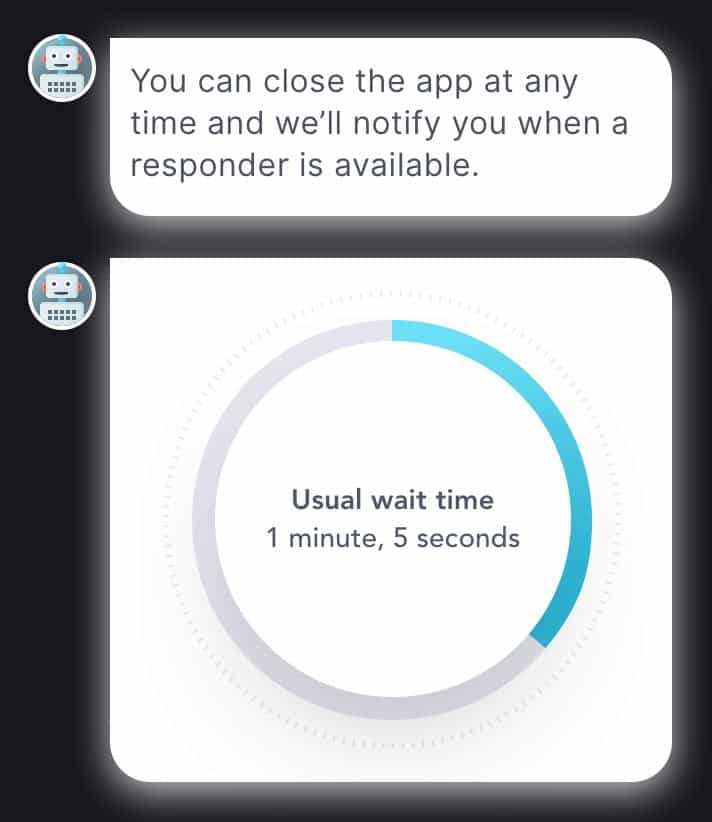 You can close the app at any
time and we’ll notify you when a
responder is available.
Usual wait time
1 minute, 5 seconds